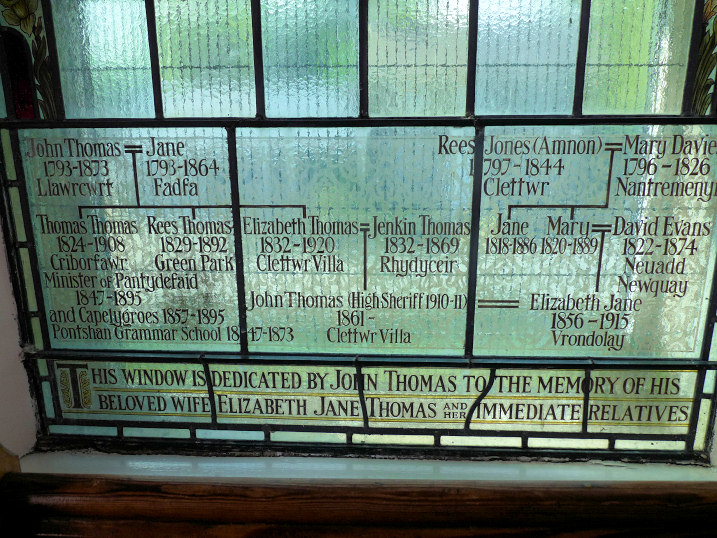 John Thomas = Jane Rees Jones (Amnon) = Mary Davie
1793-1873 1793-1864 1797-1844 1796-1826
Llawrcwrt Fadfa Clettwr Nantremeny
Thomas Thomas Rees Thomas Elizabeth Thomas = Jenkin Thomas Jane Mary = David Evans
1824-1908 1829-1892 1832-1920 1832-1869 1818-1886 1820-1889 1822-1874
Criborfawr Green Park Clettwr Villa Rhydyceir Neuadd
Minister of Pantydefaid Newquay
1847-1895 John Thomas (High Sheriff 1910-11) = Elizabeth Jane
and Capelygroes 1857-1895 1861- 1856-1915
Pontshan Grammar School 1847-1873 Clettwr Villa Vrondolay
This window is dedicated by John Thomas to the memory of his
beloved wife Elizabeth Jane Thomas and her immediate relatives